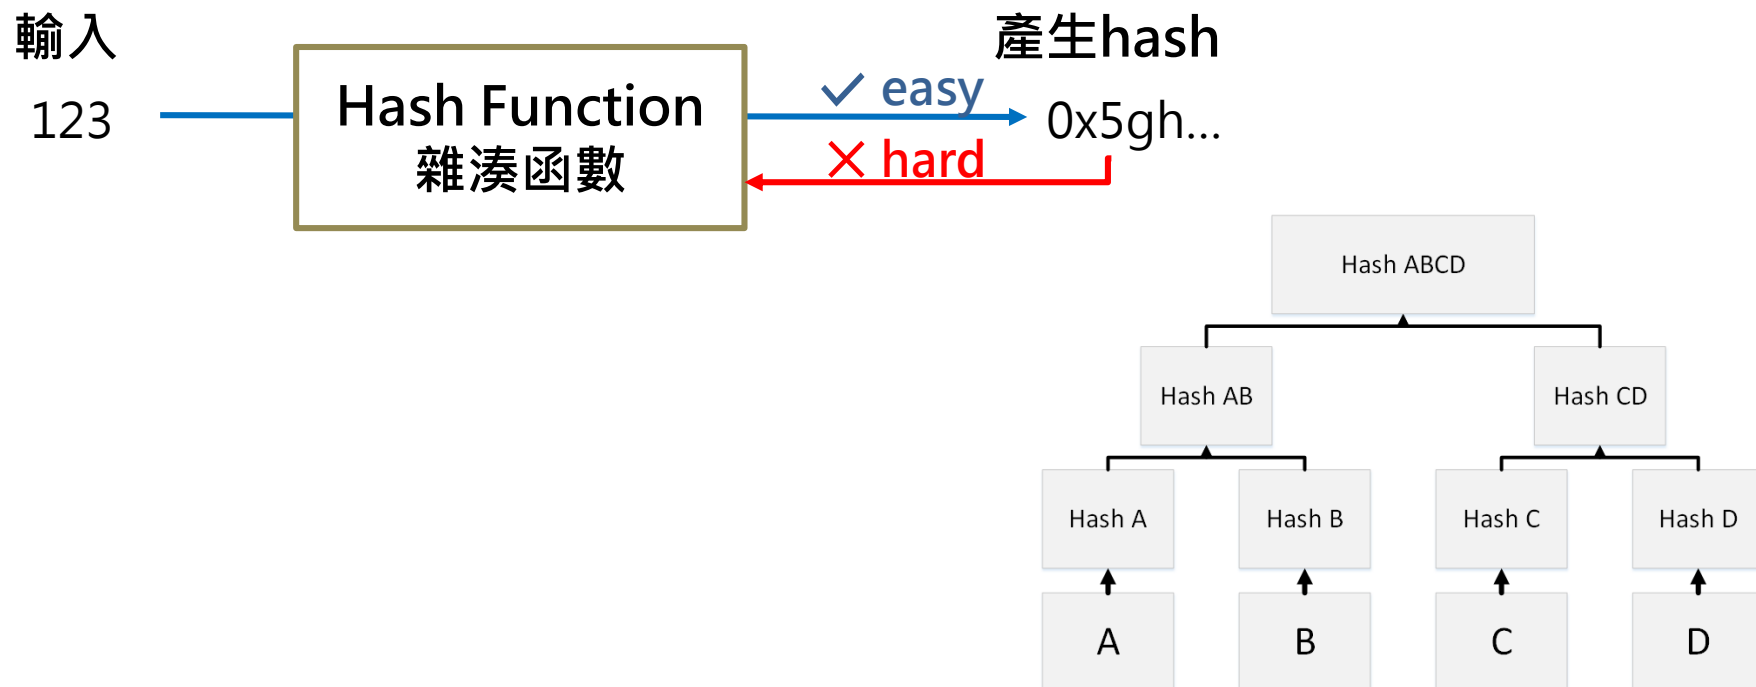 輸入
產生hash
123
Hash Function
雜湊函數
easy
0x5gh...
hard
Hash ABCD
Hash AB
Hash CD
Hash A
Hash B
Hash C
Hash D
A
B
C
D